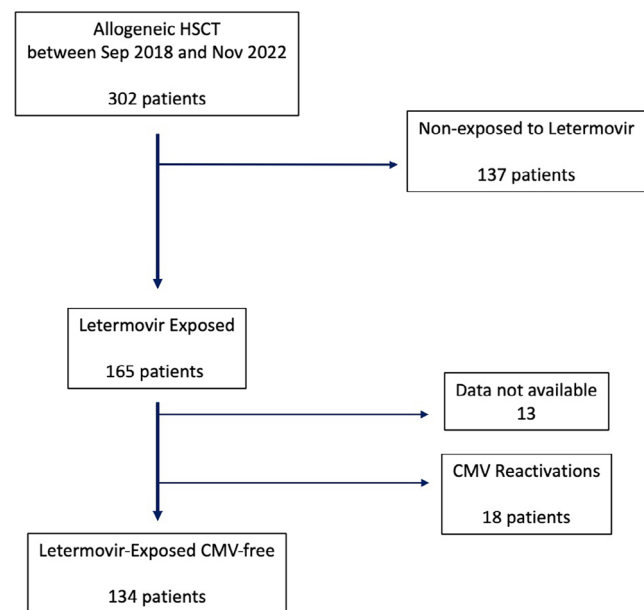 Allogeneic HSCT
between Sep 2018 and Nov 2022
302 patients
Non-exposed to Letermovir
137 patients
Letermovir Exposed
165 patients
Data not available
13
CMV Reactivations
18 patients
Letermovir-Exposed CMV-free
134 patients